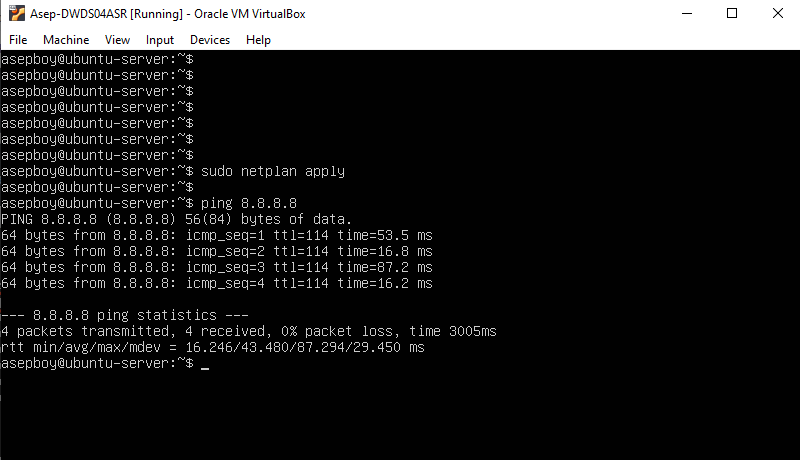 Asep-DWDS04ASR [Running] - Oracle VM VirtualBox
File Machine View Input Devices Help
asepboy@ubuntu-server:~$
asepboy@ubuntu-server:~$
asepboy@ubuntu-server:~$
asepboy@ubuntu-server:~$
asepboy@ubuntu-server:~$
asepboy@ubuntu-server:~$
asepboy@ubuntu-server:~$
asepboy@ubuntu-server:~$ sudo netplan apply
asepboy@ubuntu-server:~$
asepboy@ubuntu-server:~$ ping 8.8.8.8
PING 8.8.8.8 (8.8.8.8) 56(84) bytes of data.
64 bytes from 8.8.8.8: icmp_seq=1 ttl=114 time=53.5 ms
64 bytes from 8.8.8.8: icmp_seq=2 ttl=114 time=16.8 ms
64 bytes from 8.8.8.8: icmp_seq=3 ttl=114 time=87.2 ms
64 bytes from 8.8.8.8: icmp_seq=4 ttl=114 time=16.2 ms
--- 8.8.8.8 ping statistics ---
4 packets transmitted, 4 received, 0% packet loss, time 3005ms
rtt min/avg/max/mdev = 16.246/43.480/87.294/29.450 ms
asepboy@ubuntu-server:~$ _